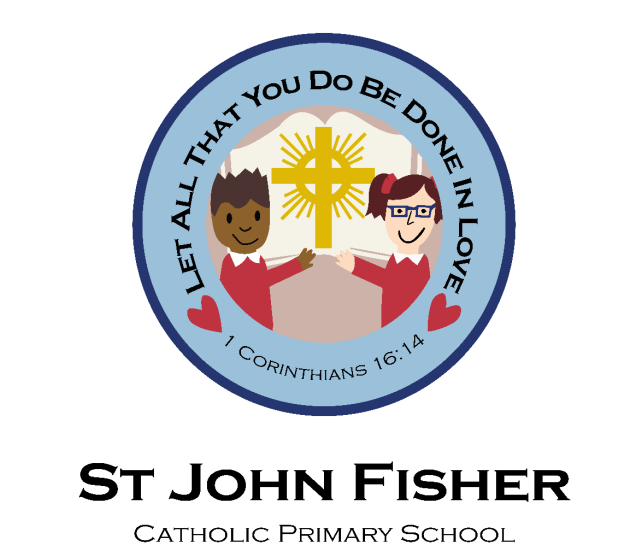 Let All That You Do Be Done In Love
1 Corinthians 16:14
St John Fisher
Catholic Primary School